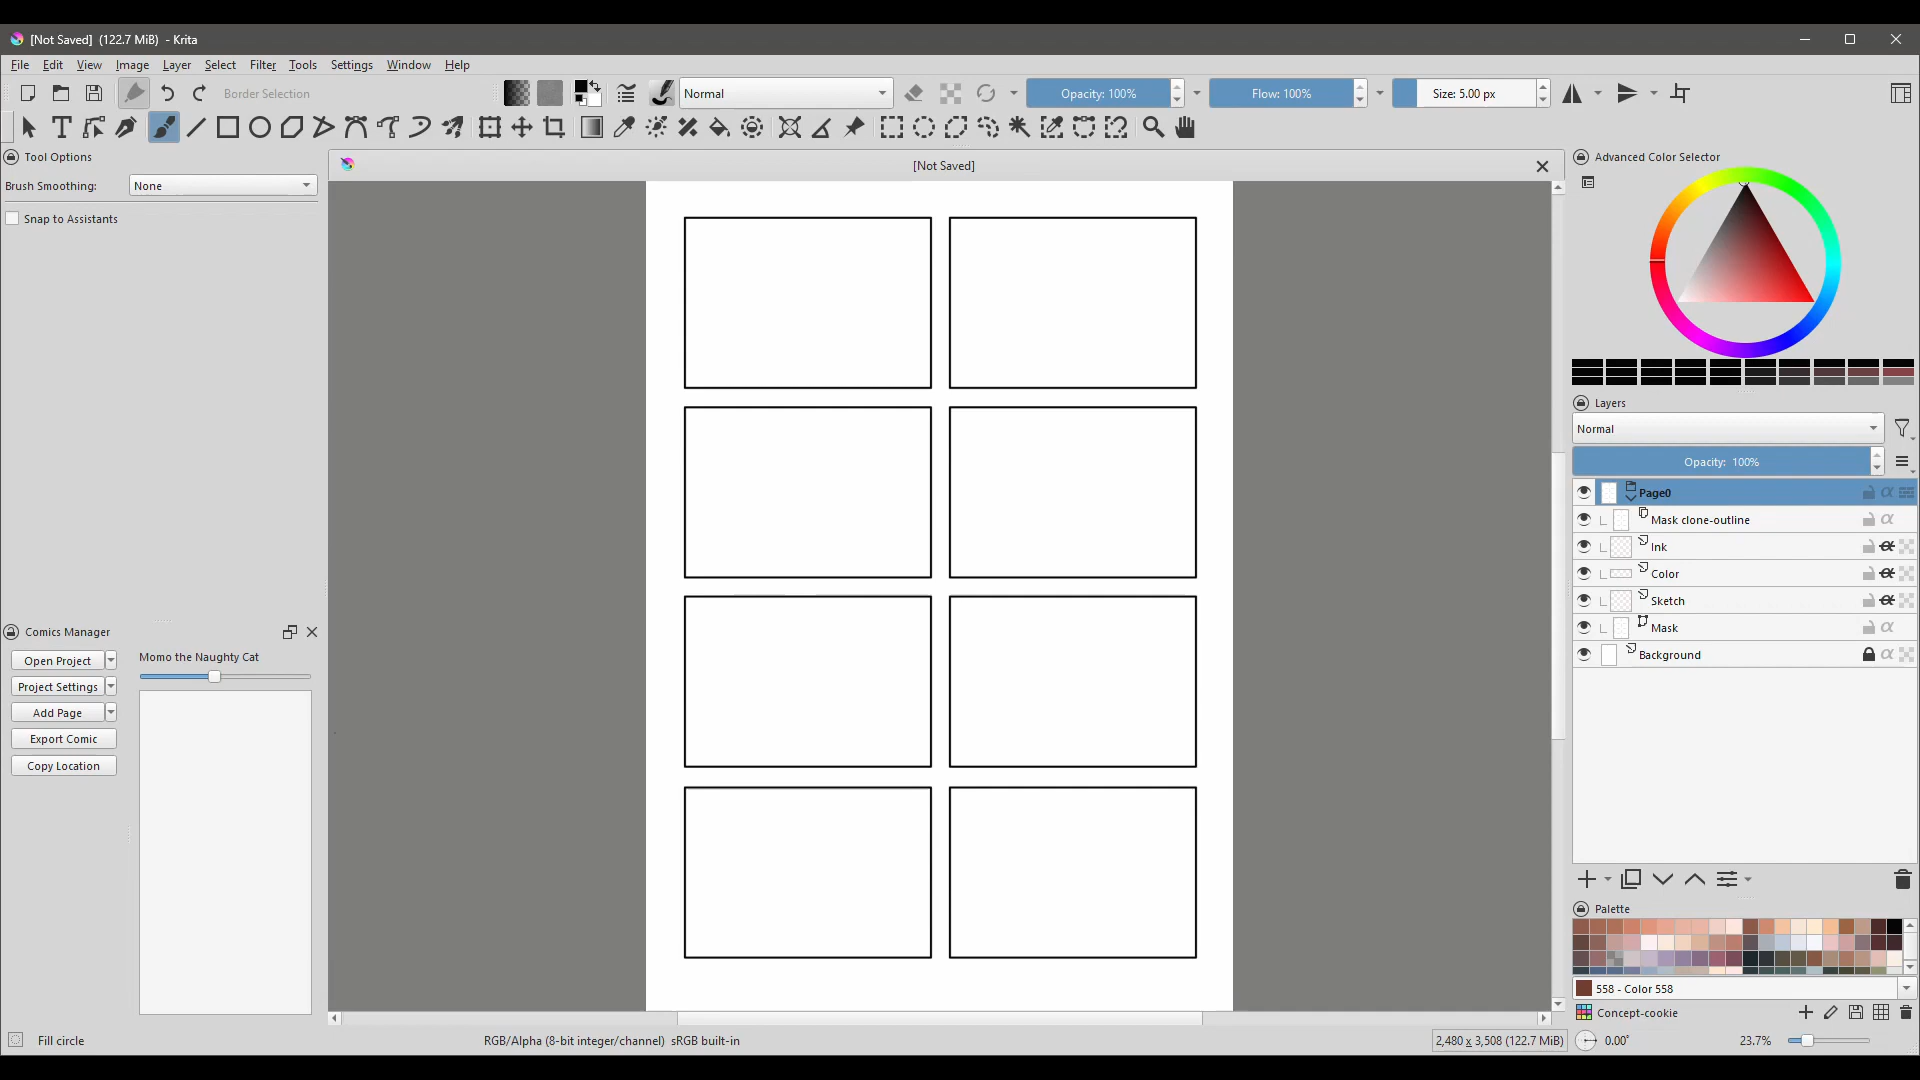 [Not Saved]  (122.7 MiB)  - Krita
File Edit View Image Layer Select Filter Tools Settings Window Help
Border Selection
Normal
Opacity: 100%
Flow: 100%
Size: 5.00 px
Tool Options
Brush Smoothing:
None
Snap to Assistants
[Not Saved]
Advanced Color Selector
Layers
Normal
Opacity:  100%
Page0
Mask clone-outline
Ink
Color
Sketch
Mask
Background
Comics Manager
Open Project
Project Settings
Add Page
Export Comic
Copy Location
Momo the Naughty Cat
Palette
558 - Color 558
Concept-cookie
Fill circle
RGB/Alpha (8-bit integer/channel)  sRGB built-in
2,480 x 3,508 (122.7 MiB)
0.00°
23.7%